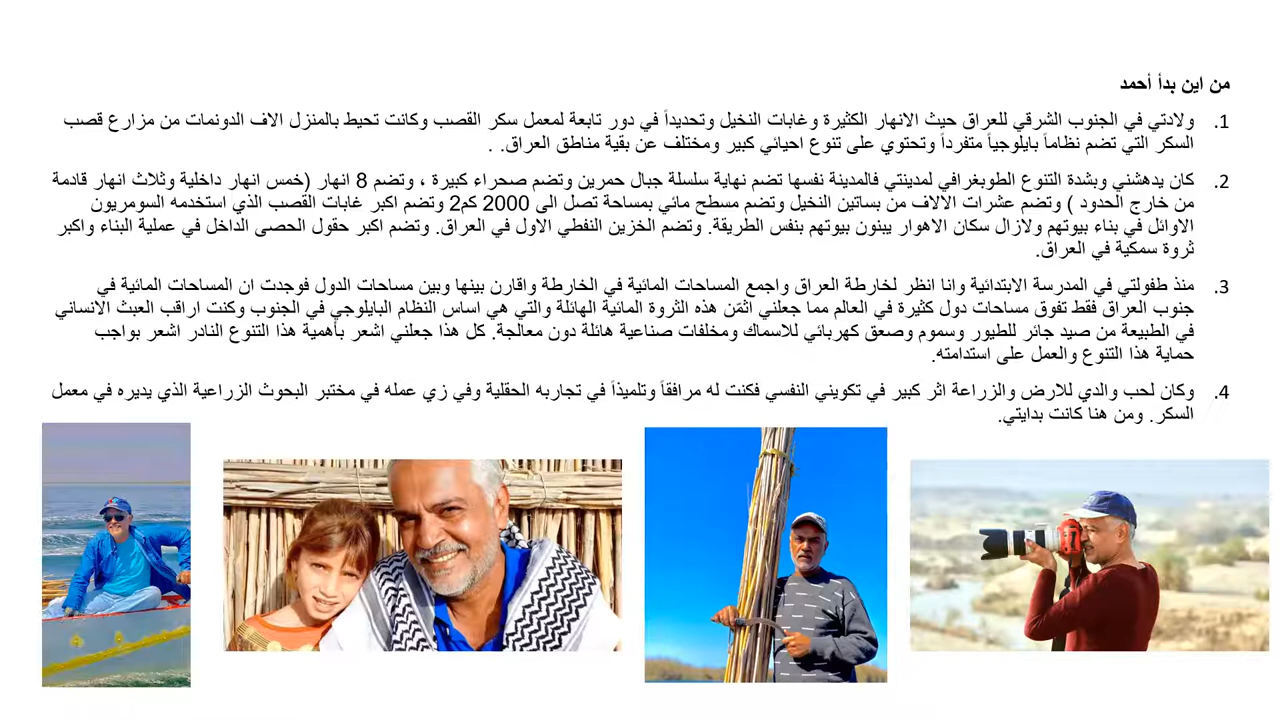 من اين بدأ أحمد
1. ولادتي في الجنوب الشرقي للعراق حيث الانهار الكثيرة وغابات النخيل وتحديداً في دور تابعة لمعمل سكر القصب وكانت تحيط بالمنزل الاف الدونمات من مزارع قصب
السكر التي تضم نظاماً بايلوجياً متفرداً وتحتوي على تنوع احيائي كبير ومختلف عن بقية مناطق العراق. .
2. كان يدهشني وبشدة التنوع الطوبغرافي لمدينتي فالمدينة نفسها تضم نهاية سلسلة جبال حمرين وتضم صحراء كبيرة ، وتضم 8 انهار (خمس انهار داخلية وثلاث انهار قادمة
من خارج الحدود ) وتضم عشرات الالاف من بساتين النخيل وتضم مسطح مائي بمساحة تصل الى 2000 كم2 وتضم اكبر غابات القصب الذي استخدمه السومريون
الاوائل في بناء بيوتهم ولازال سكان الاهوار يبنون بيوتهم بنفس الطريقة. وتضم الخزين النفطي الاول في العراق. وتضم اكبر حقول الحصى الداخل في عملية البناء واكبر
ثروة سمكية في العراق.
3. منذ طفولتي في المدرسة الابتدائية وانا انظر لخارطة العراق واجمع المساحات المائية في الخارطة واقارن بينها وبين مساحات الدول فوجدت ان المساحات المائية في
جنوب العراق فقط تفوق مساحات دول كثيرة في العالم مما جعلني اثمّن هذه الثروة المائية الهائلة والتي هي اساس النظام البايلوجي في الجنوب وكنت اراقب العبث الانساني
في الطبيعة من صيد جائر للطيور وسموم وصعق كهربائي للاسماك ومخلفات صناعية هائلة دون معالجة. كل هذا جعلني اشعر بأهمية هذا التنوع النادر اشعر بواجب
حماية هذا التنوع والعمل على استدامته.
4. وكان لحب والدي للارض والزراعة اثر كبير في تكويني النفسي فكنت له مرافقاً وتلميذاً في تجاربه الحقلية وفي زي عمله في مختبر البحوث الزراعية الذي يديره في معمل
السكر. ومن هنا كانت بدايتي.